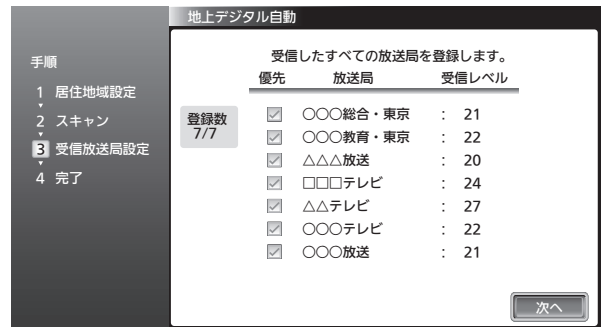 地上デジタル自動
手順
1 居住地域設定
2 スキャン
3 受信放送局設定
4 完了
受信したすべての放送局を登録します。
優先 放送局 受信レベル
登録数
7/7
○○○総合・東京 : 21
○○○教育・東京 : 22
△△△放送 : 20
□□□テレビ : 24
△△テレビ : 27
○○○テレビ : 22
○○○放送 : 21
次へ